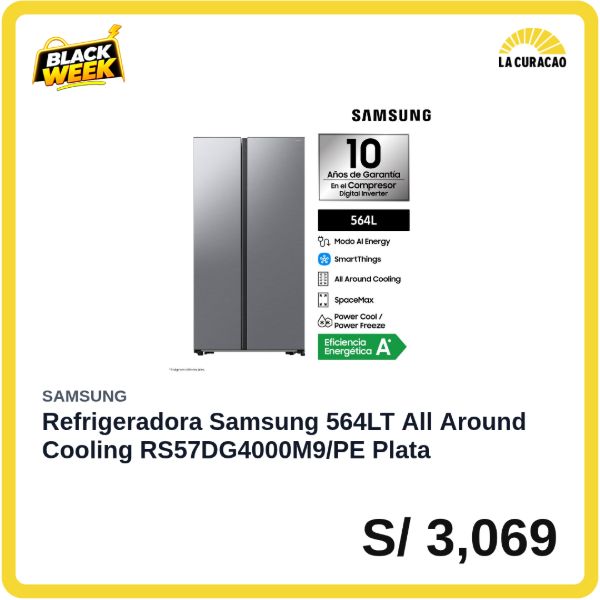 BLACK
WEEK
LA CURACAO
SAMSUNG
10
Años de Garantía
En el Compresor
Digital Inverter
564L
Modo AI Energy
SmartThings
All Around Cooling
SpaceMax
Power Cool /
Power Freeze
Eficiencia
Energética A*
SAMSUNG
Refrigeradora Samsung 564LT All Around
Cooling RS57DG4000M9/PE Plata
S/ 3,069